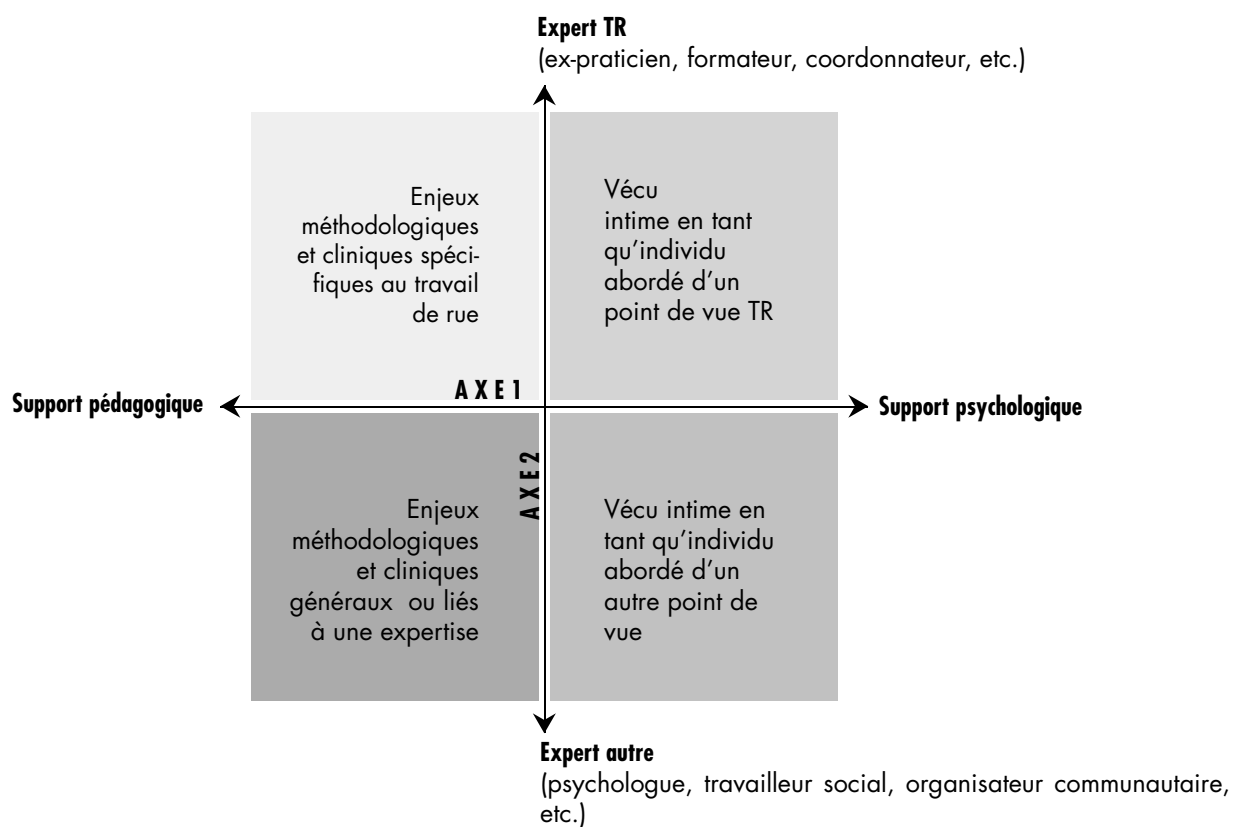 Expert TR
(ex-praticien, formateur, coordonnateur, etc.)
Enjeux
méthodologiques
et cliniques spéci-
fiques au travail
de rue
Vécu
intime en tant
qu’individu
abordé d’un
point de vue TR
AXE1
Support pédagogique
Support psychologique
AXE2
Enjeux
méthodologiques
et cliniques
généraux ou liés
à une expertise
Vécu intime en
tant qu’individu
abordé d’un
autre point de
vue
Expert autre
(psychologue, travailleur social, organisateur communautaire,
etc.)